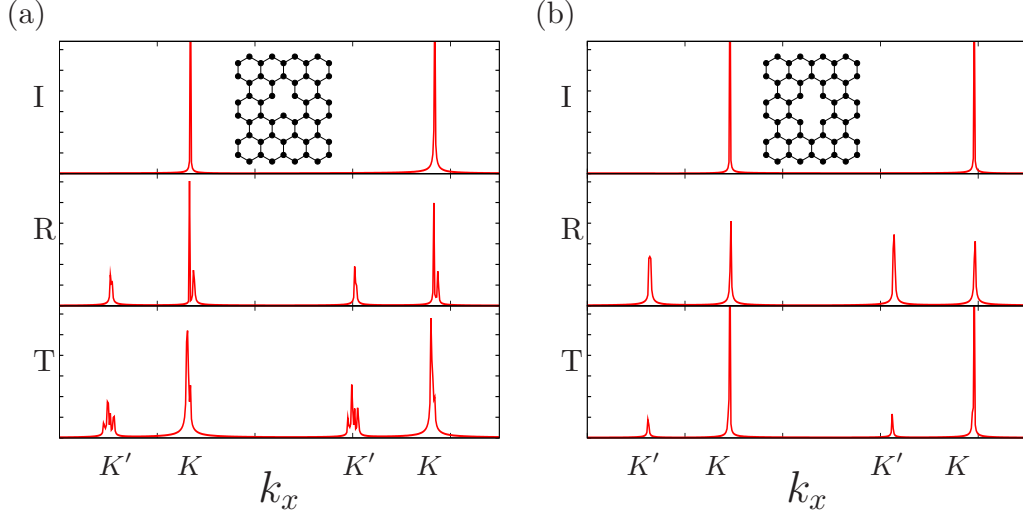 (a) (b)
I I
R R
T T
K′ K K′ K K′ K K′ K
k_x k_x